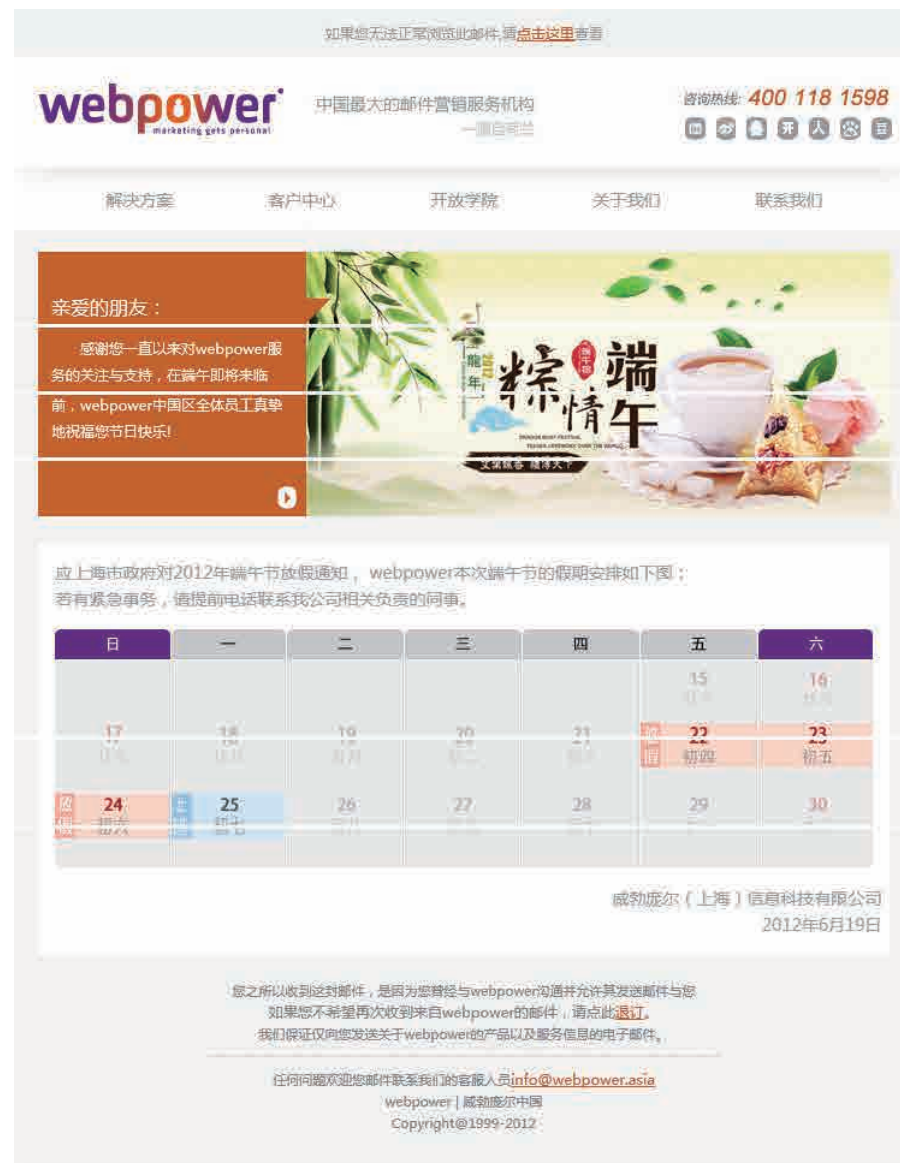 如果您无法正常浏览此邮件,请点击这里查看
webpower
marketing gets personal
中国最大的邮件营销服务机构
咨询热线: 400 118 1598
解决方案 客户中心 开放学院 关于我们 联系我们
亲爱的朋友：
感谢您一直以来对webpower服
务的关注与支持，在端午即将来临
前，webpower中国区全体员工真挚
地祝福您节日快乐!
龍年
2012
粽情
端午
应上海市政府对2012年端午节放假通知，webpower本次端午节的假期安排如下图；
若有紧急事务，请提前电话联系我公司相关负责的同事。
日 一 二 三 四 五 六
15 16
17 18 19 20 21 22 23
放假 初四 初五
24 25 26 27 28 29 30
放假 初六 初七
威勃庞尔（上海）信息科技有限公司
2012年6月19日
您之所以收到这封邮件，是因为您曾经与webpower沟通并允许其发送邮件与您
如果您不希望再次收到来自webpower的邮件，请点此退订。
我们保证仅向您发送关于webpower的产品以及服务信息的电子邮件。
任何问题欢迎您邮件联系我们的客服人员info@webpower.asia
webpower | 威勃庞尔中国
Copyright@1999-2012